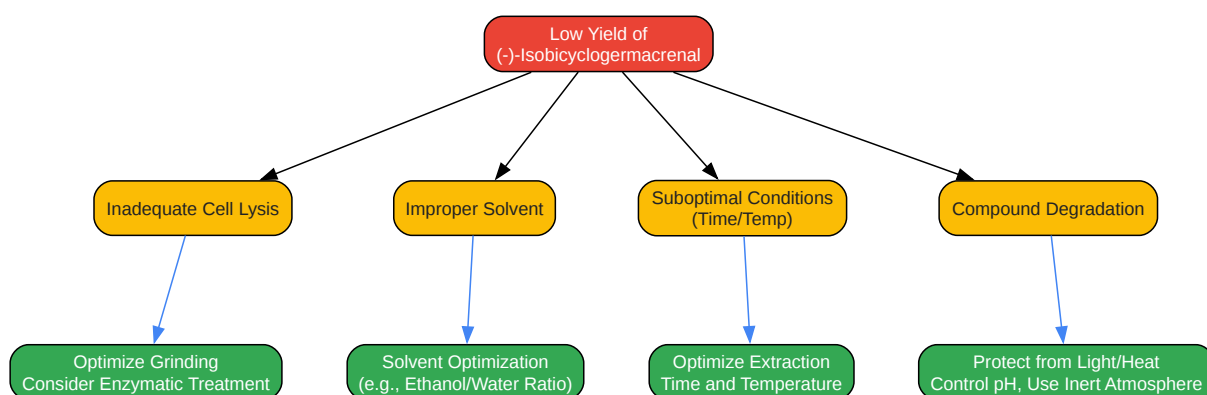 Low Yield of
(-)-Isobicyclogermacrenal
Inadequate Cell Lysis
Improper Solvent
Suboptimal Conditions
(Time/Temp)
Compound Degradation
Optimize Grinding
Consider Enzymatic Treatment
Solvent Optimization
(e.g., Ethanol/Water Ratio)
Optimize Extraction
Time and Temperature
Protect from Light/Heat
Control pH, Use Inert Atmosphere